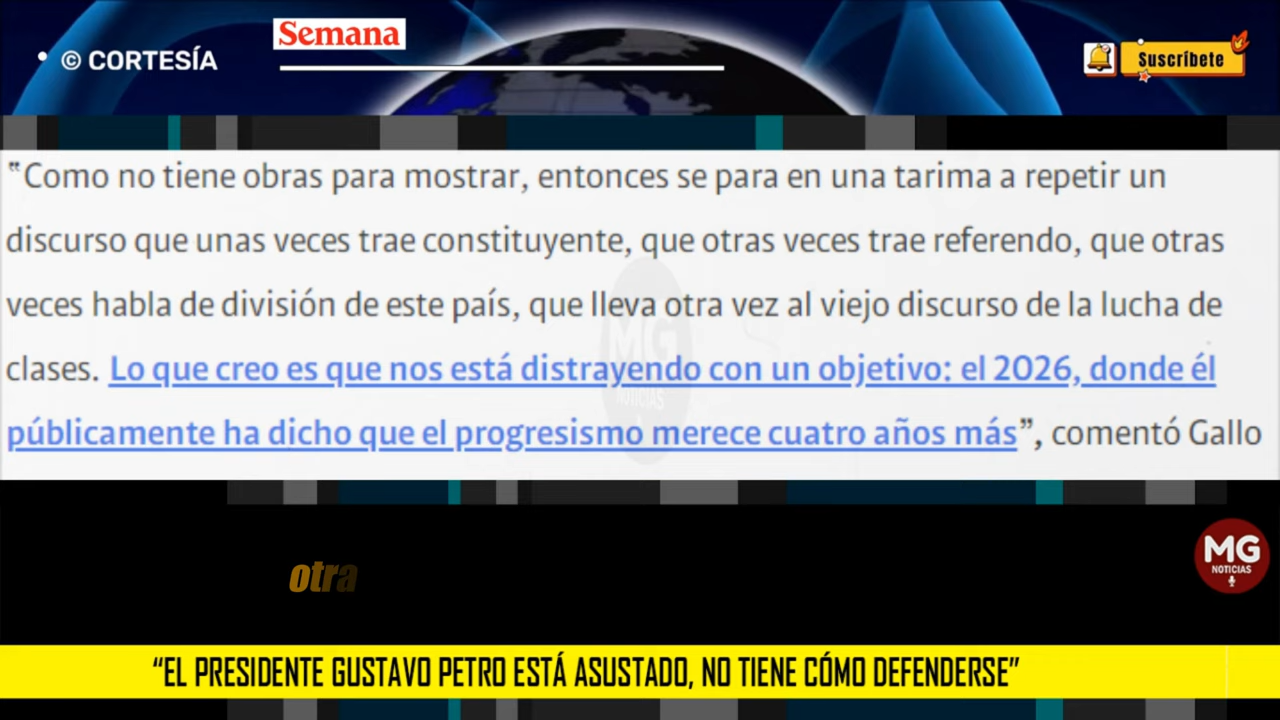 Semana
© CORTESÍA
Suscríbete
"Como no tiene obras para mostrar, entonces se para en una tarima a repetir un
discurso que unas veces trae constituyente, que otras veces trae referendo, que otras
veces habla de división de este país, que lleva otra vez al viejo discurso de la lucha de
clases. Lo que creo es que nos está distrayendo con un objetivo: el 2026, donde él
públicamente ha dicho que el progresismo merece cuatro años más”, comentó Gallo
MG
NOTICIAS
otra
MG
NOTICIAS
“EL PRESIDENTE GUSTAVO PETRO ESTÁ ASUSTADO, NO TIENE CÓMO DEFENDERSE”